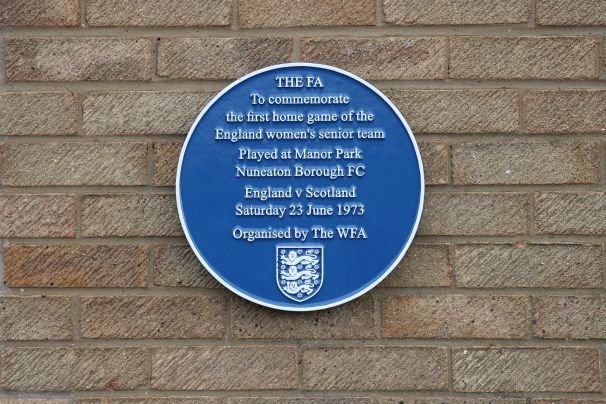 THE FA
To commemorate
the first home game of the
England women's senior team
Played at Manor Park
Nuneaton Borough FC
England v Scotland
Saturday 23 June 1973
Organised by The WFA